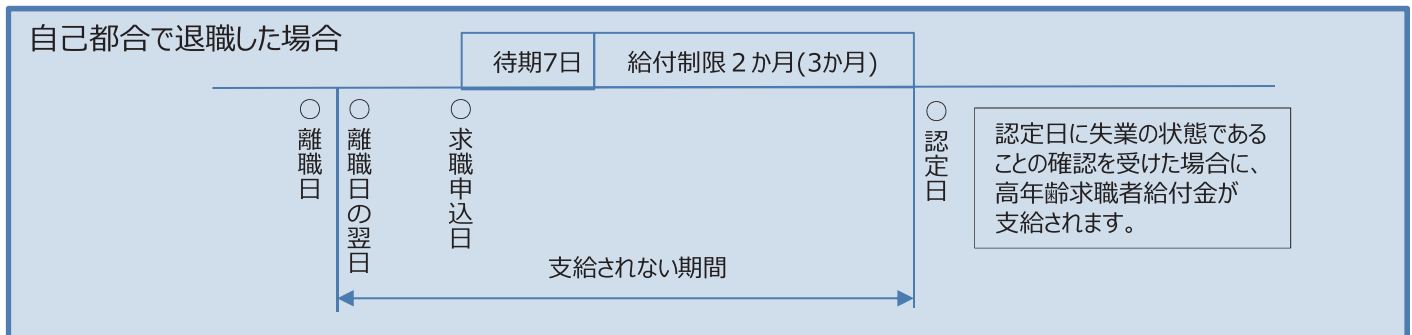 自己都合で退職した場合
待期7日
給付制限２か月(3か月)
○離職日
○離職日の翌日
○求職申込日
○認定日
認定日に失業の状態である
ことの確認を受けた場合に、
高年齢求職者給付金が
支給されます。
支給されない期間